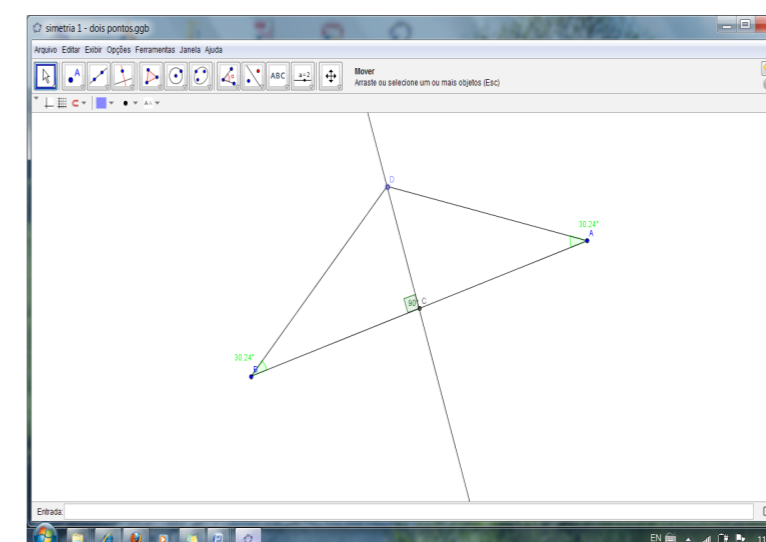 simetria 1 - dois pontos.ggb
Arquivo Editar Exibir Opções Ferramentas Janela Ajuda
A ABC a=2 Mover
Arraste ou selecione um ou mais objetos (Esc)
D
30.24°
A
90°
C
30.24°
B
Entrada:
EN
11